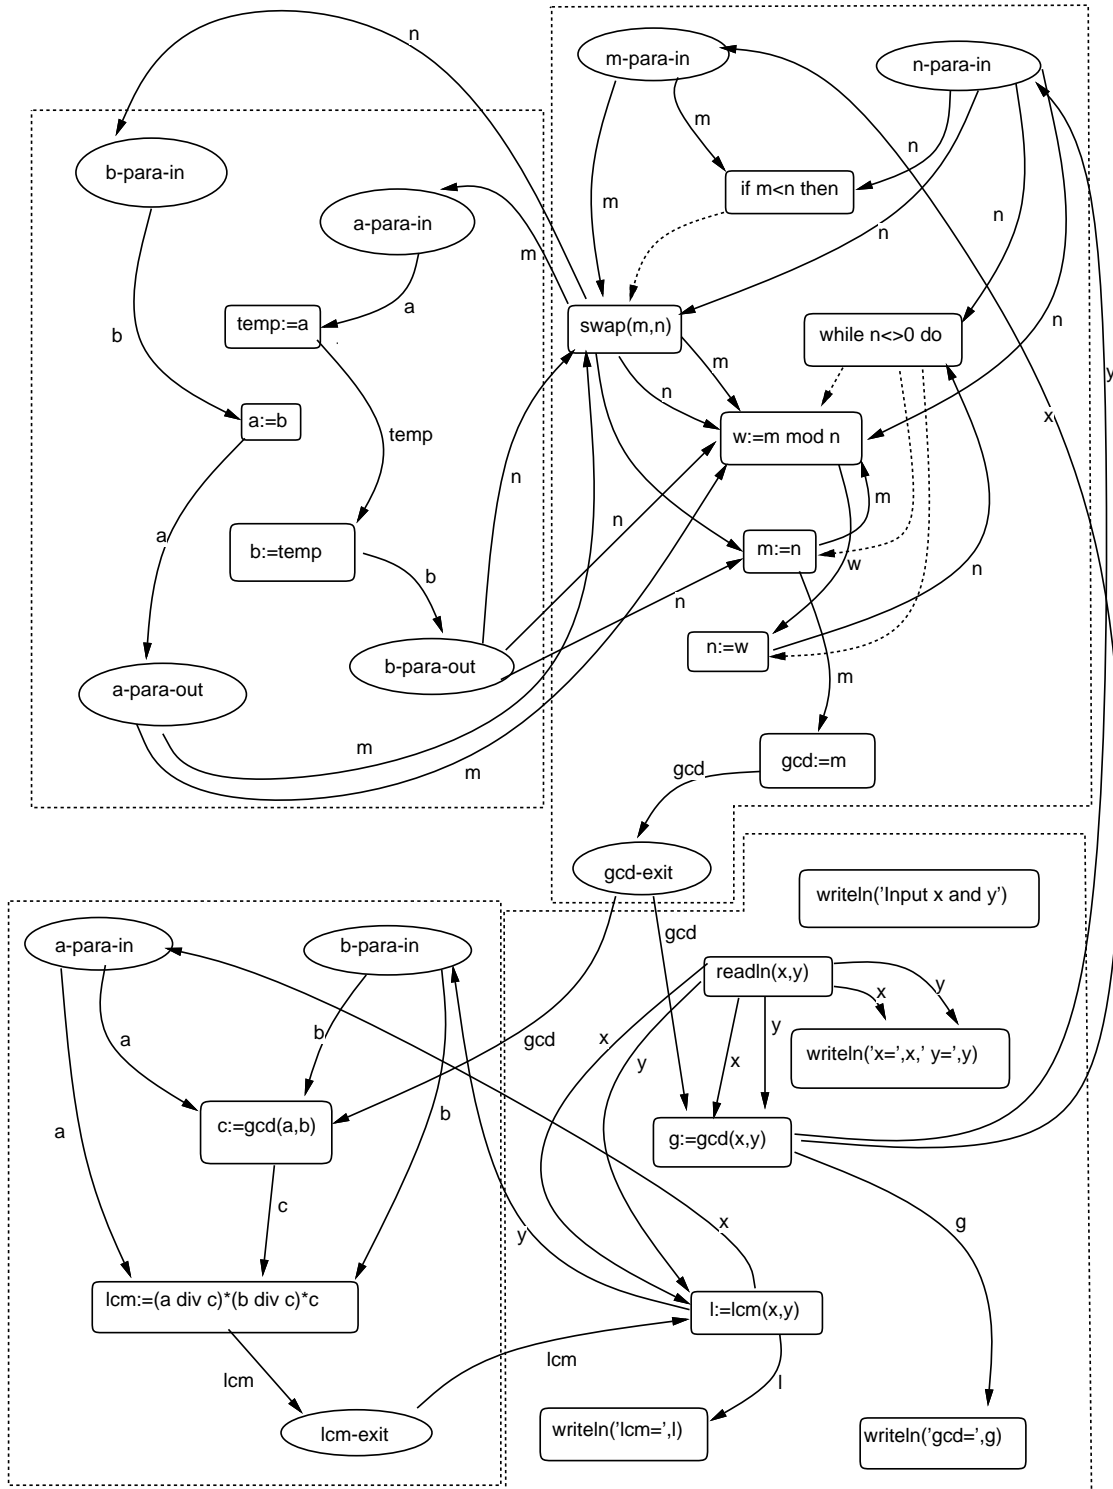 n
m-para-in
n-para-in
m
n
b-para-in
if m<n then
m
a-para-in
n
n
m
a
temp:=a
swap(m,n)
while n<>0 do
n
b
m
y
n
a:=b
x
temp
w:=m mod n
n
m
n
a
b:=temp
m:=n
b
w
n
n
n:=w
b-para-out
a-para-out
m
m
gcd:=m
gcd
m
gcd-exit
writeln('Input x and y')
gcd
a-para-in
b-para-in
readln(x,y)
x
y
y
b
a
gcd
x
writeln('x=',x,' y=',y)
y
x
b
a
c:=gcd(a,b)
g:=gcd(x,y)
c
x
g
y
lcm:=(a div c)*(b div c)*c
l:=lcm(x,y)
lcm
lcm
l
lcm-exit
writeln('lcm=',l)
writeln('gcd=',g)